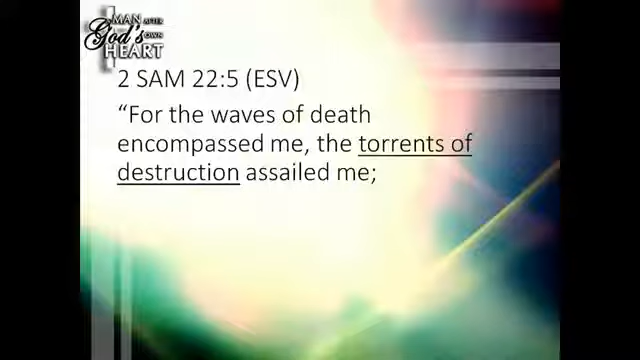 A MAN AFTER
God's OWN
HEART
2 SAM 22:5 (ESV)
“For the waves of death
encompassed me, the torrents of
destruction assailed me;